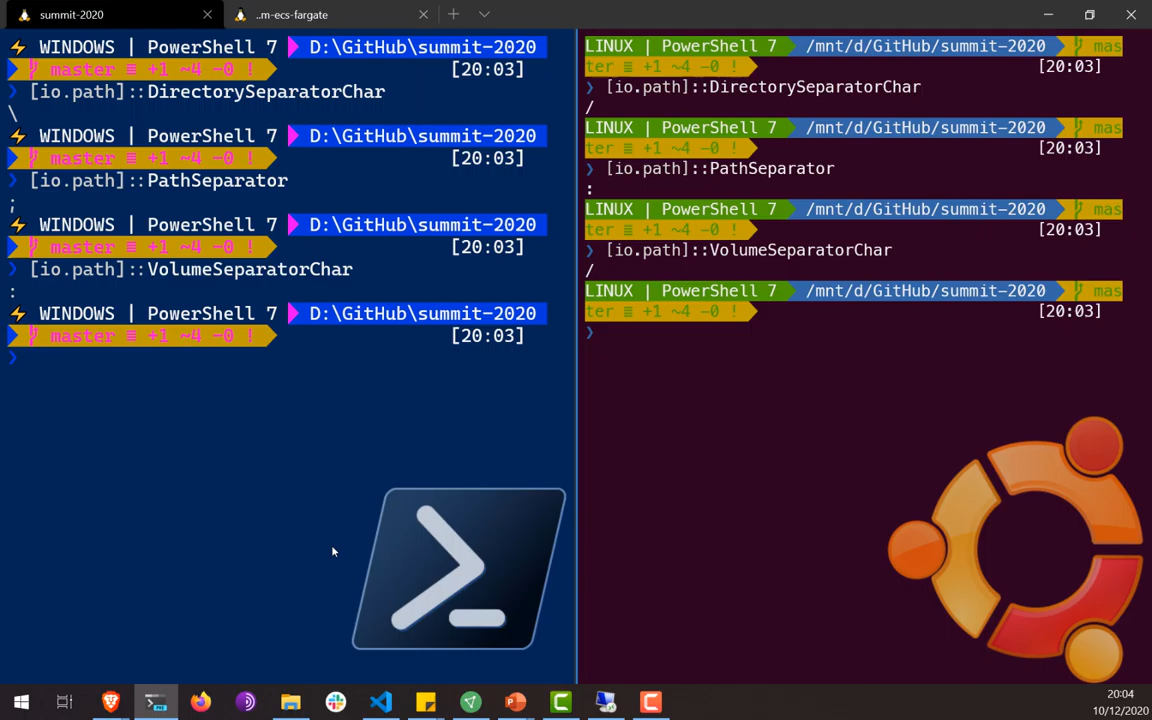 summit-2020
..m-ecs-fargate
⚡ WINDOWS | PowerShell 7 D:\GitHub\summit-2020
master ≡ +1 ~4 -0 ! [20:03]
❯ [io.path]::DirectorySeparatorChar
\
⚡ WINDOWS | PowerShell 7 D:\GitHub\summit-2020
master ≡ +1 ~4 -0 ! [20:03]
❯ [io.path]::PathSeparator
;
⚡ WINDOWS | PowerShell 7 D:\GitHub\summit-2020
master ≡ +1 ~4 -0 ! [20:03]
❯ [io.path]::VolumeSeparatorChar
:
⚡ WINDOWS | PowerShell 7 D:\GitHub\summit-2020
master ≡ +1 ~4 -0 ! [20:03]
❯
LINUX | PowerShell 7 /mnt/d/GitHub/summit-2020 mas
ter ≡ +1 ~4 -0 ! [20:03]
❯ [io.path]::DirectorySeparatorChar
/
LINUX | PowerShell 7 /mnt/d/GitHub/summit-2020 mas
ter ≡ +1 ~4 -0 ! [20:03]
❯ [io.path]::PathSeparator
:
LINUX | PowerShell 7 /mnt/d/GitHub/summit-2020 mas
ter ≡ +1 ~4 -0 ! [20:03]
❯ [io.path]::VolumeSeparatorChar
/
LINUX | PowerShell 7 /mnt/d/GitHub/summit-2020 mas
ter ≡ +1 ~4 -0 ! [20:03]
❯
20:04
10/12/2020